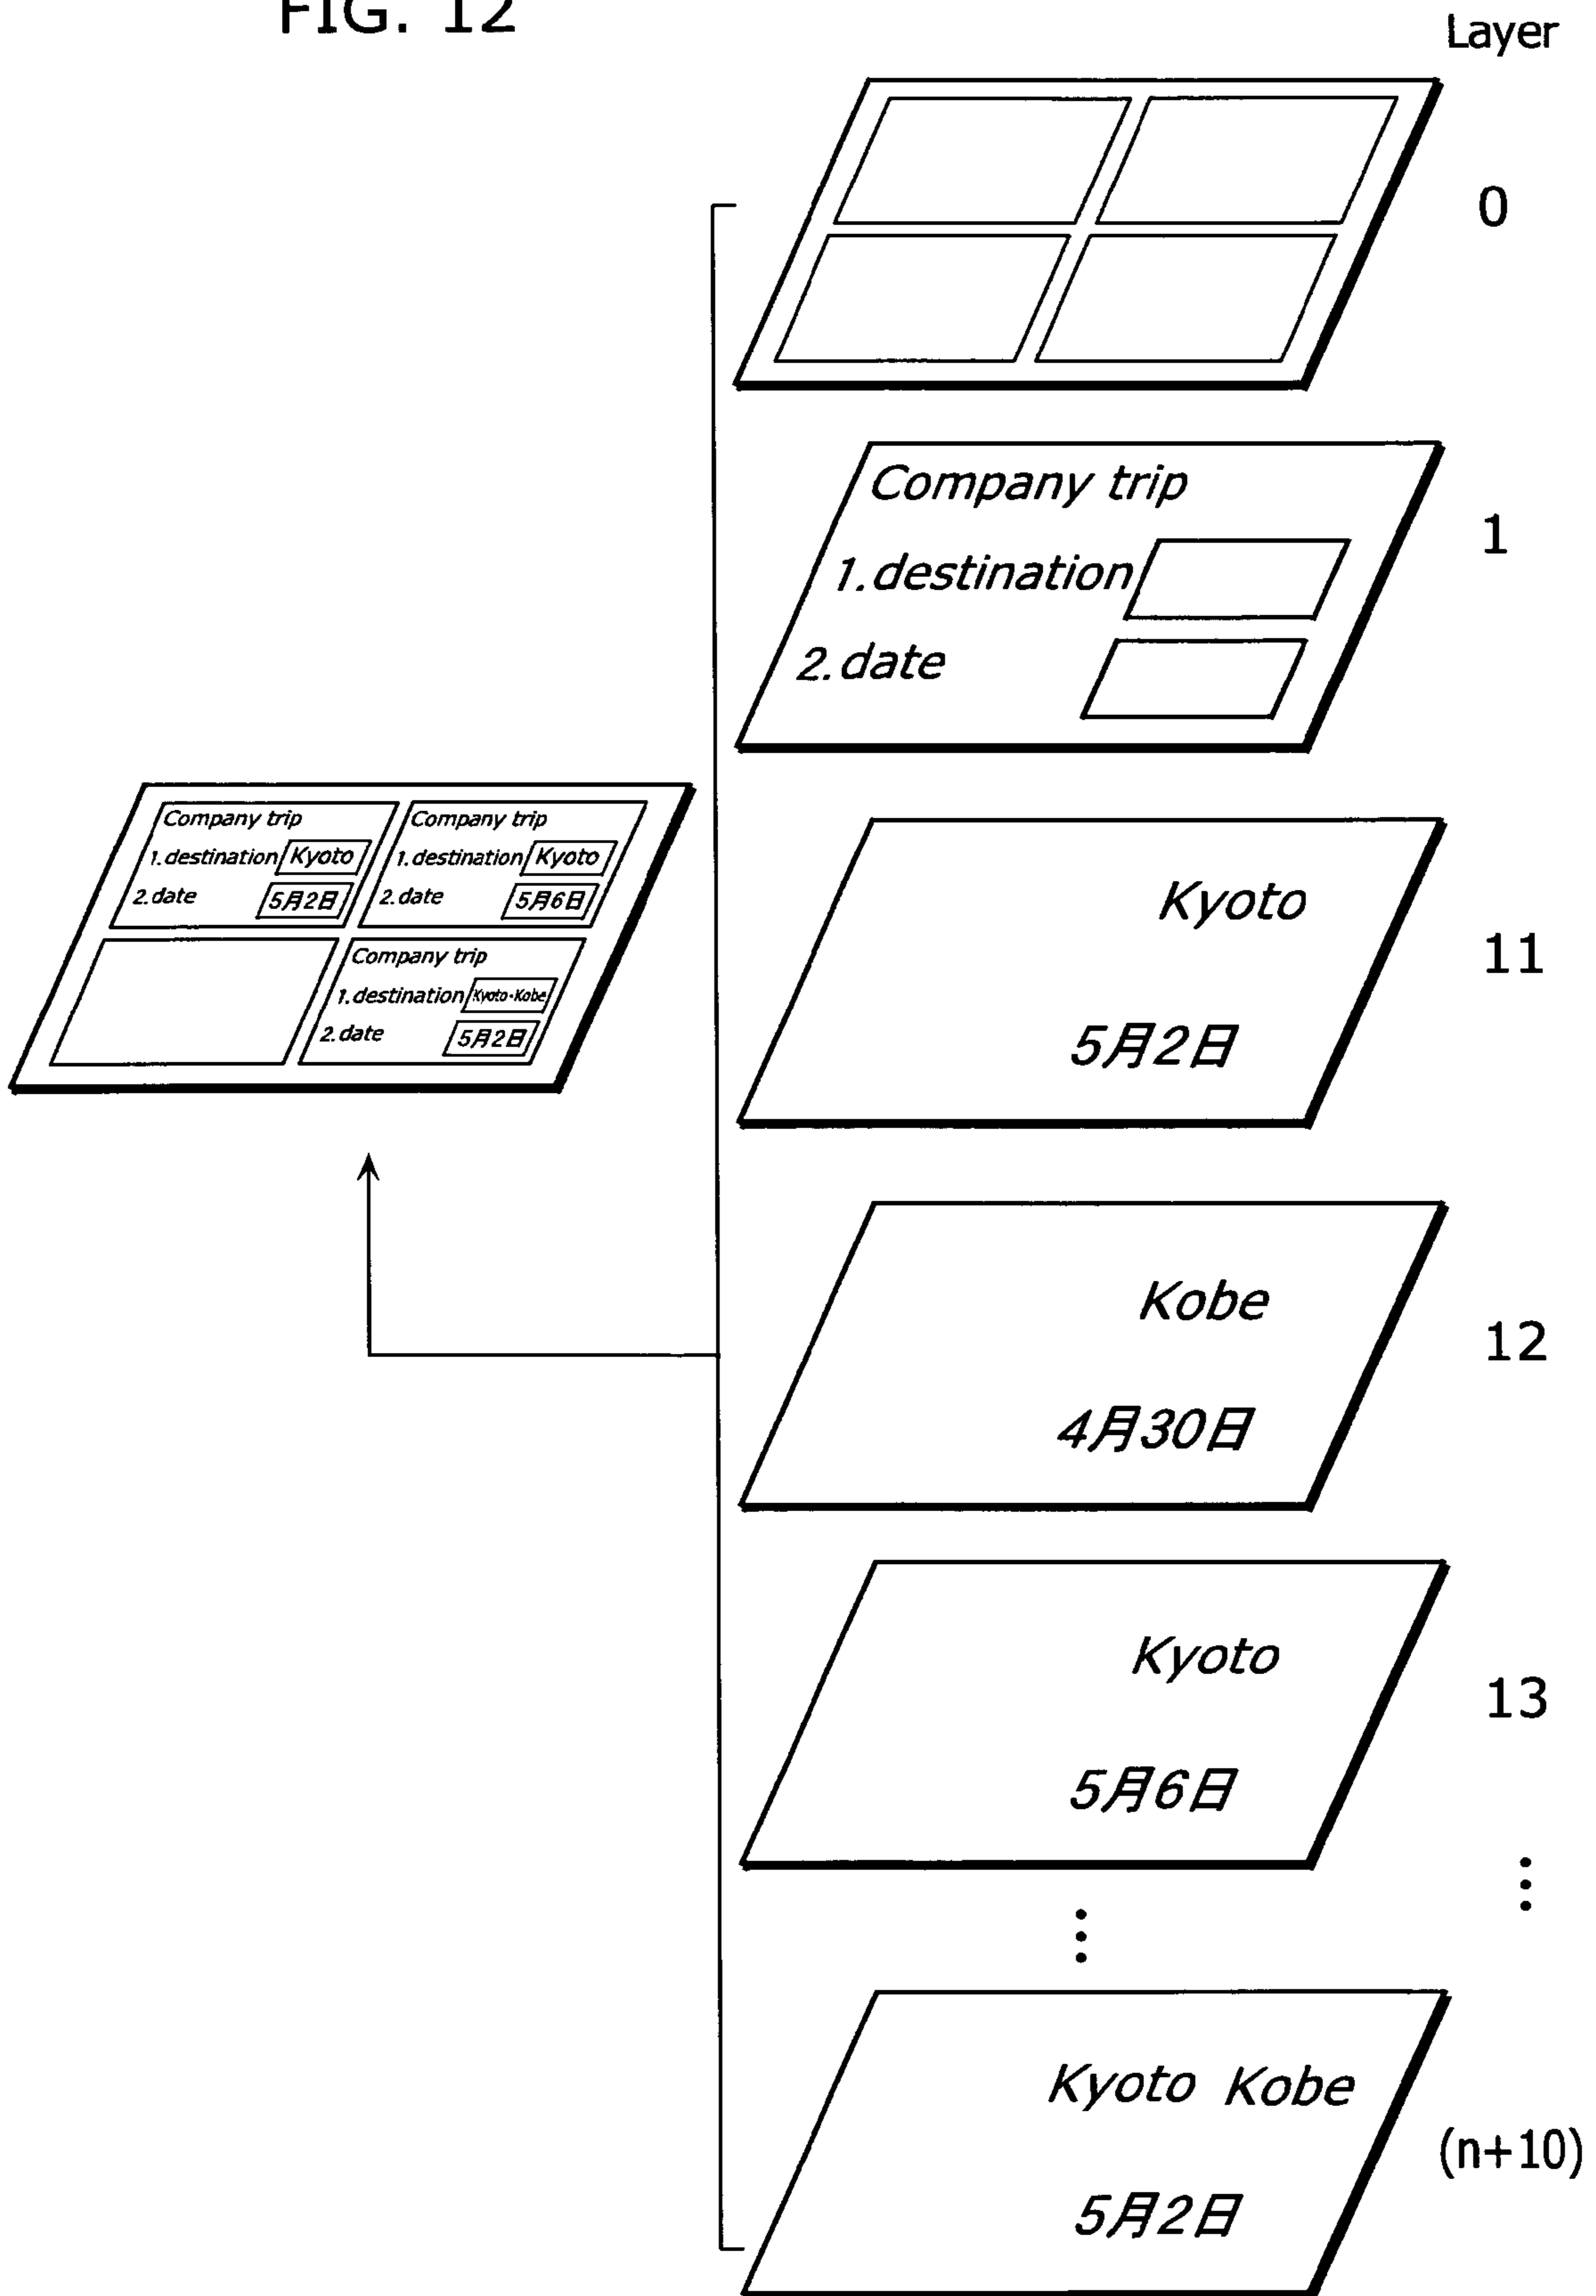 FIG. 12
Layer
0
Company trip
1.destination
2.date
1
Company trip
1.destination Kyoto
2.date 5月2日
Company trip
1.destination Kyoto
2.date 5月6日
Company trip
1.destination Kyoto・Kobe
2.date 5月2日
Kyoto
5月2日
11
Kobe
4月30日
12
Kyoto
5月6日
13
Kyoto Kobe
5月2日
(n+10)